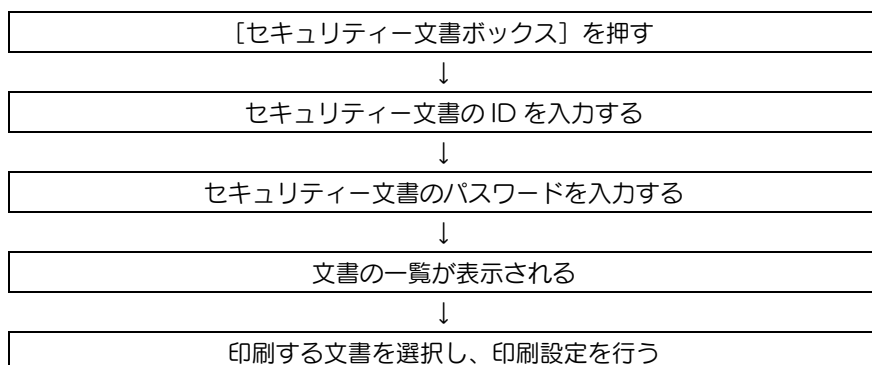 ［セキュリティー文書ボックス］を押す
↓
セキュリティー文書の ID を入力する
↓
セキュリティー文書のパスワードを入力する
↓
文書の一覧が表示される
↓
印刷する文書を選択し、印刷設定を行う